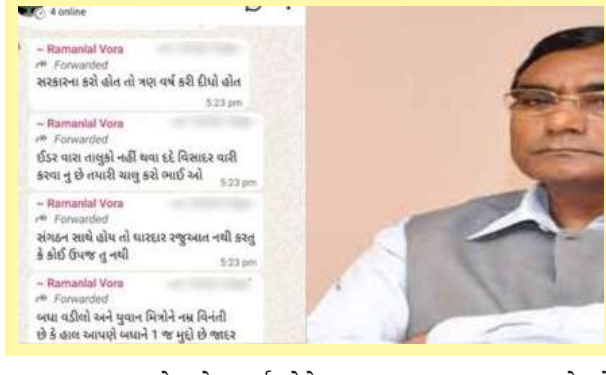 4 online
~ Ramanlal Vora
Forwarded
સરકારના કરો હોત તો ત્રણ વર્ષ કરી દીધો હોત
5:23 pm
~ Ramanlal Vora
Forwarded
ઈડર વારા તાલુકો નહીં થવા દદે વિસાદર વારી
કરવા નુ છે તયારી ચાલુ કરો ભાઈ ઓ
5:23 pm
~ Ramanlal Vora
Forwarded
સંગઠન સાથે હોય તો ધારદાર રજુઆત નથી કરતુ
કે કોઈ ઉપજ તુ નથી
5:23 pm
~ Ramanlal Vora
Forwarded
બધા વડીલો અને યુવાન મિત્રોને નમ્ર વિનંતી
છે કે હાલ આપણે બધાને 1 જ મુદ્દો છે જાદર